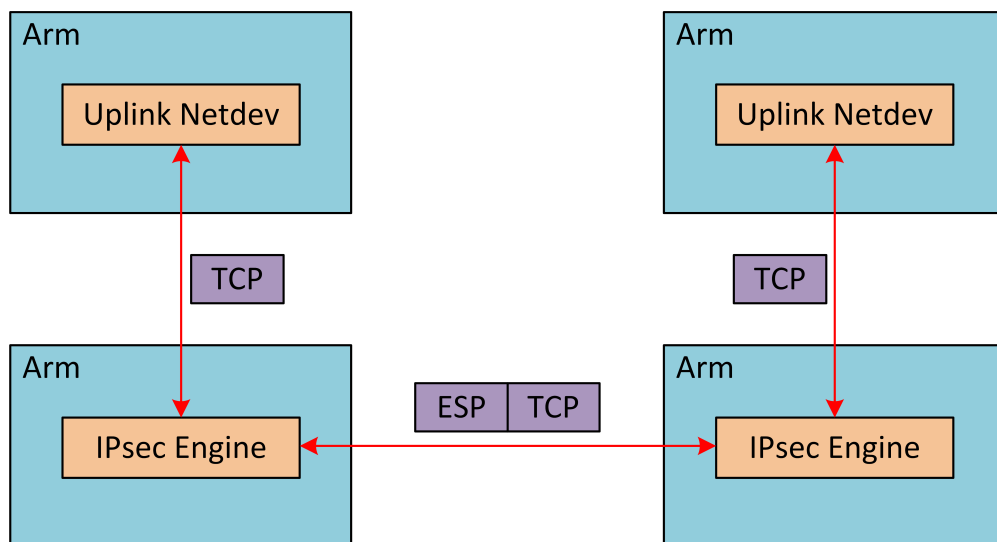 Arm
Arm
Uplink Netdev
Uplink Netdev
TCP
TCP
Arm
Arm
ESP TCP
IPsec Engine
IPsec Engine